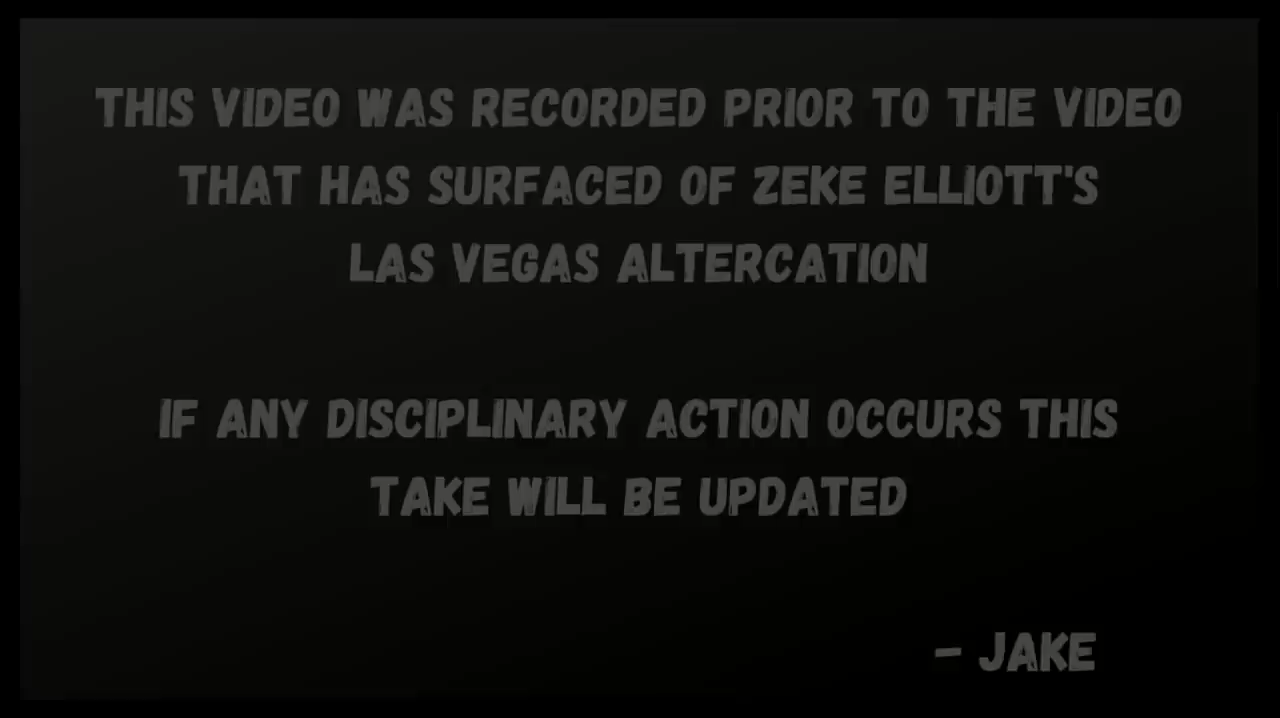 THIS VIDEO WAS RECORDED PRIOR TO THE VIDEO
THAT HAS SURFACED OF ZEKE ELLIOTT'S
LAS VEGAS ALTERCATION
IF ANY DISCIPLINARY ACTION OCCURS THIS
TAKE WILL BE UPDATED
- JAKE